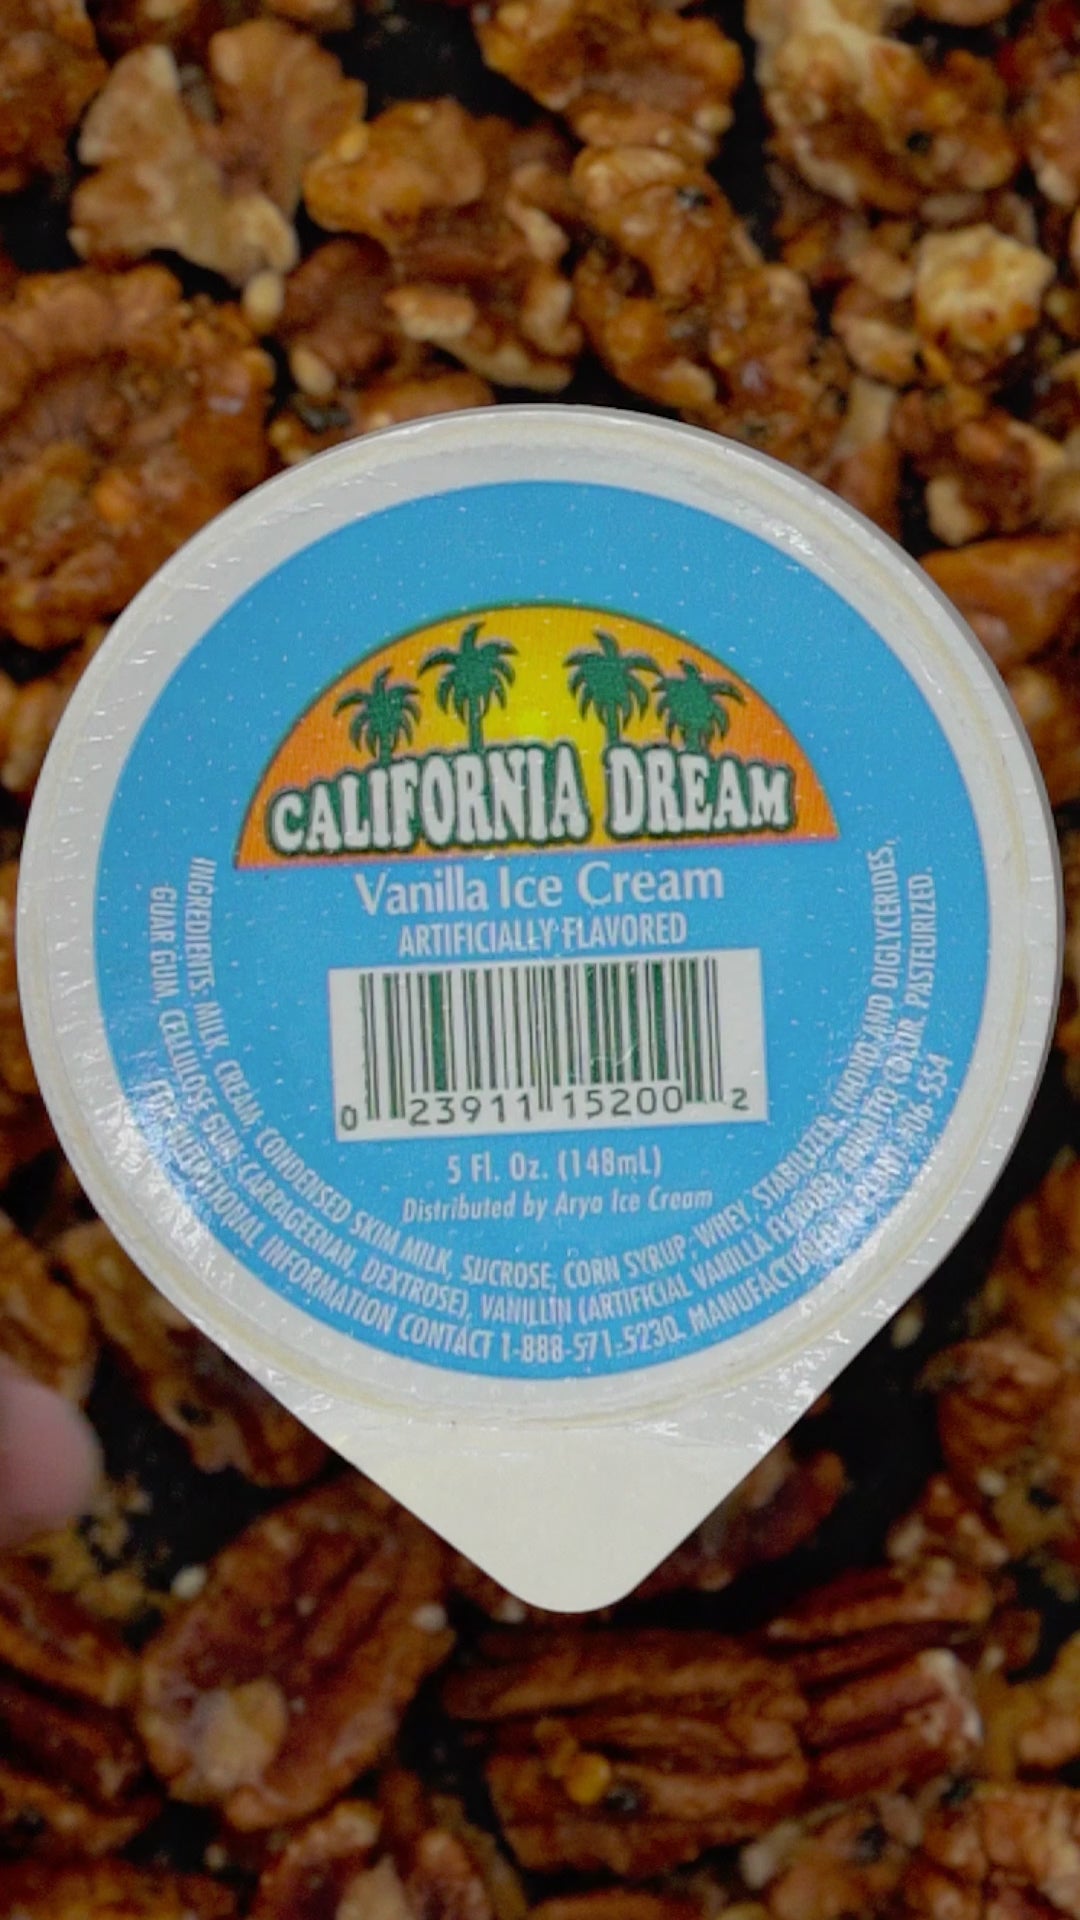 CALIFORNIA DREAM
Vanilla Ice Cream
ARTIFICIALLY FLAVORED
0 23911 15200 2
5 Fl. Oz. (148mL)
Distributed by Aryo Ice Cream
INGREDIENTS: MILK, CREAM, CONDENSED SKIM MILK, SUCROSE, CORN SYRUP, WHEY, STABILIZER (MONO AND DIGLYCERIDES,
GUAR GUM, CELLULOSE GUM, CARRAGEENAN, DEXTROSE), VANILLIN (ARTIFICIAL VANILLA FLAVOR), ANNATTO COLOR. PASTEURIZED.
FOR NUTRITIONAL INFORMATION CONTACT 1-888-571-5230. MANUFACTURED IN PLANT 06-554